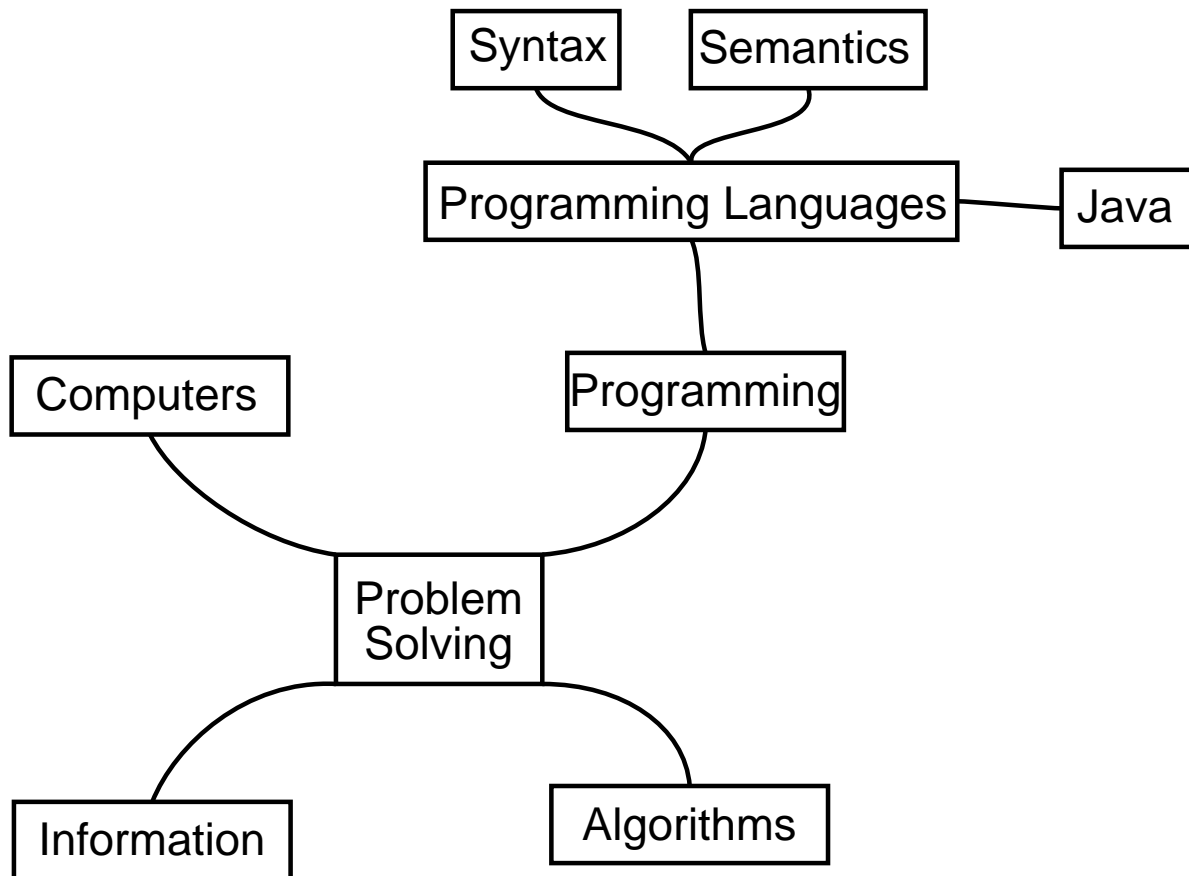 Syntax
Semantics
Programming Languages
Java
Computers
Programming
Problem
Solving
Information
Algorithms